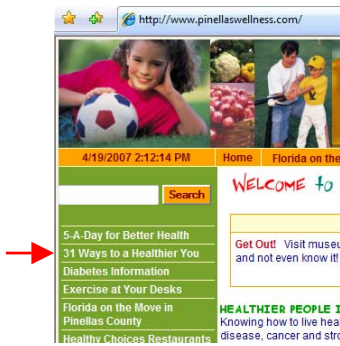 http://www.pinellaswellness.com/
4/19/2007 2:12:14 PM
Home
Florida on the
WELCOME to
Search
5-A-Day for Better Health
31 Ways to a Healthier You
Diabetes Information
Exercise at Your Desks
Florida on the Move in
Pinellas County
Healthy Choices Restaurants
Get Out! Visit museu
and not even know it!
HEALTHIER PEOPLE I
Knowing how to live heal
disease, cancer and stro